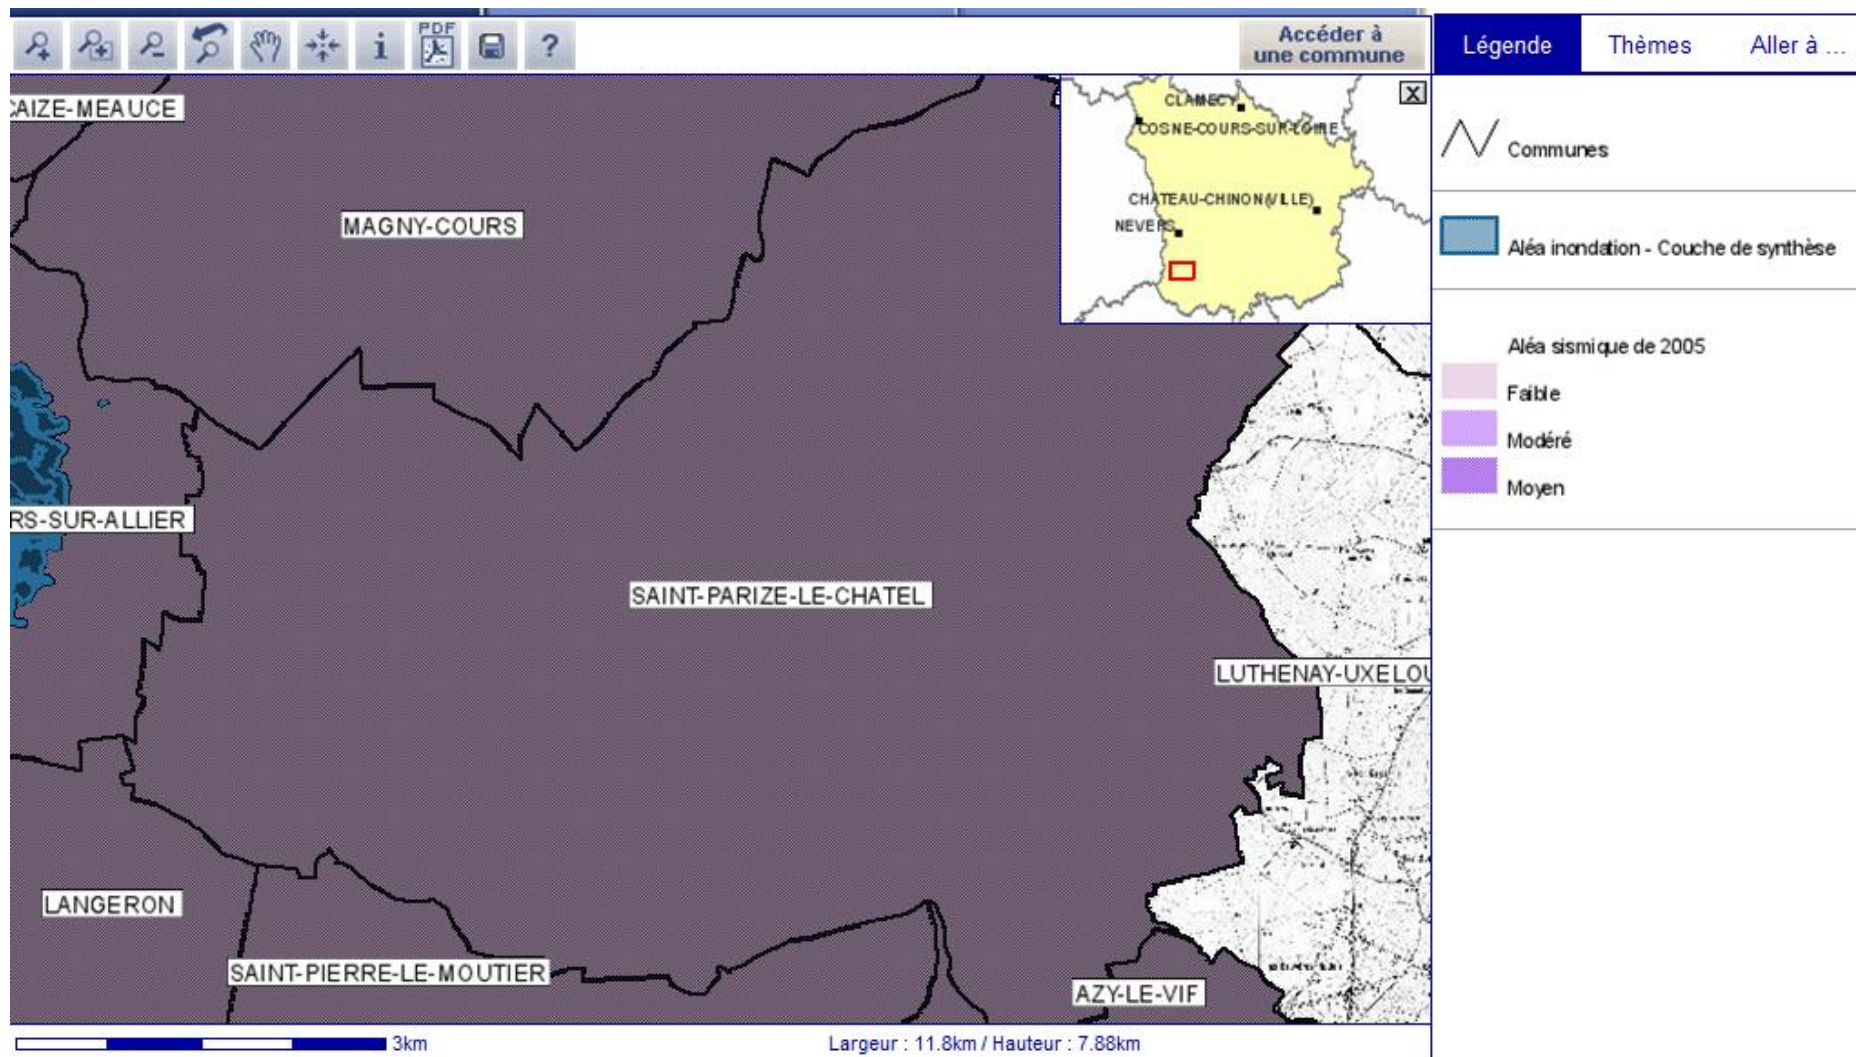 PDF
i
?
Accéder à
une commune
Légende
Thèmes
Aller à ...
CAIZE-MEAUCE
MAGNY-COURS
RS-SUR-ALLIER
SAINT-PARIZE-LE-CHATEL
LUTHENAY-UXELOU
LANGERON
SAINT-PIERRE-LE-MOUTIER
AZY-LE-VIF
X
CLAMECY
COSNE-COURS-SUR-LOIRE
CHATEAU-CHINON(VILLE)
NEVERS
Communes
Aléa inondation - Couche de synthèse
Aléa sismique de 2005
Faible
Modéré
Moyen
3km
Largeur : 11.8km / Hauteur : 7.88km